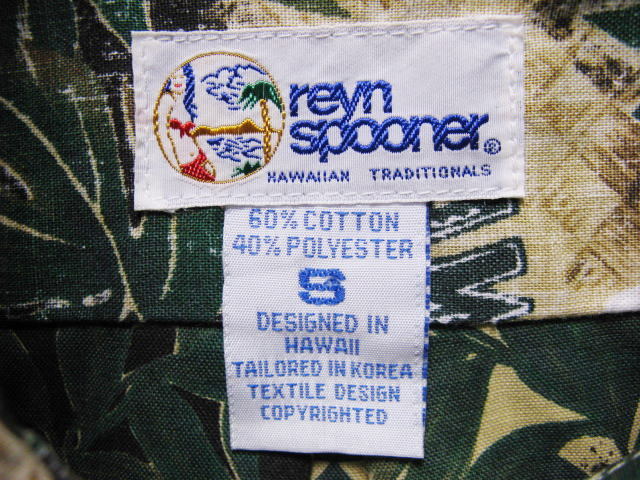 reyn
spooner®
HAWAIIAN TRADITIONALS
60% COTTON
40% POLYESTER
S
DESIGNED IN
HAWAII
TAILORED IN KOREA
TEXTILE DESIGN
COPYRIGHTED